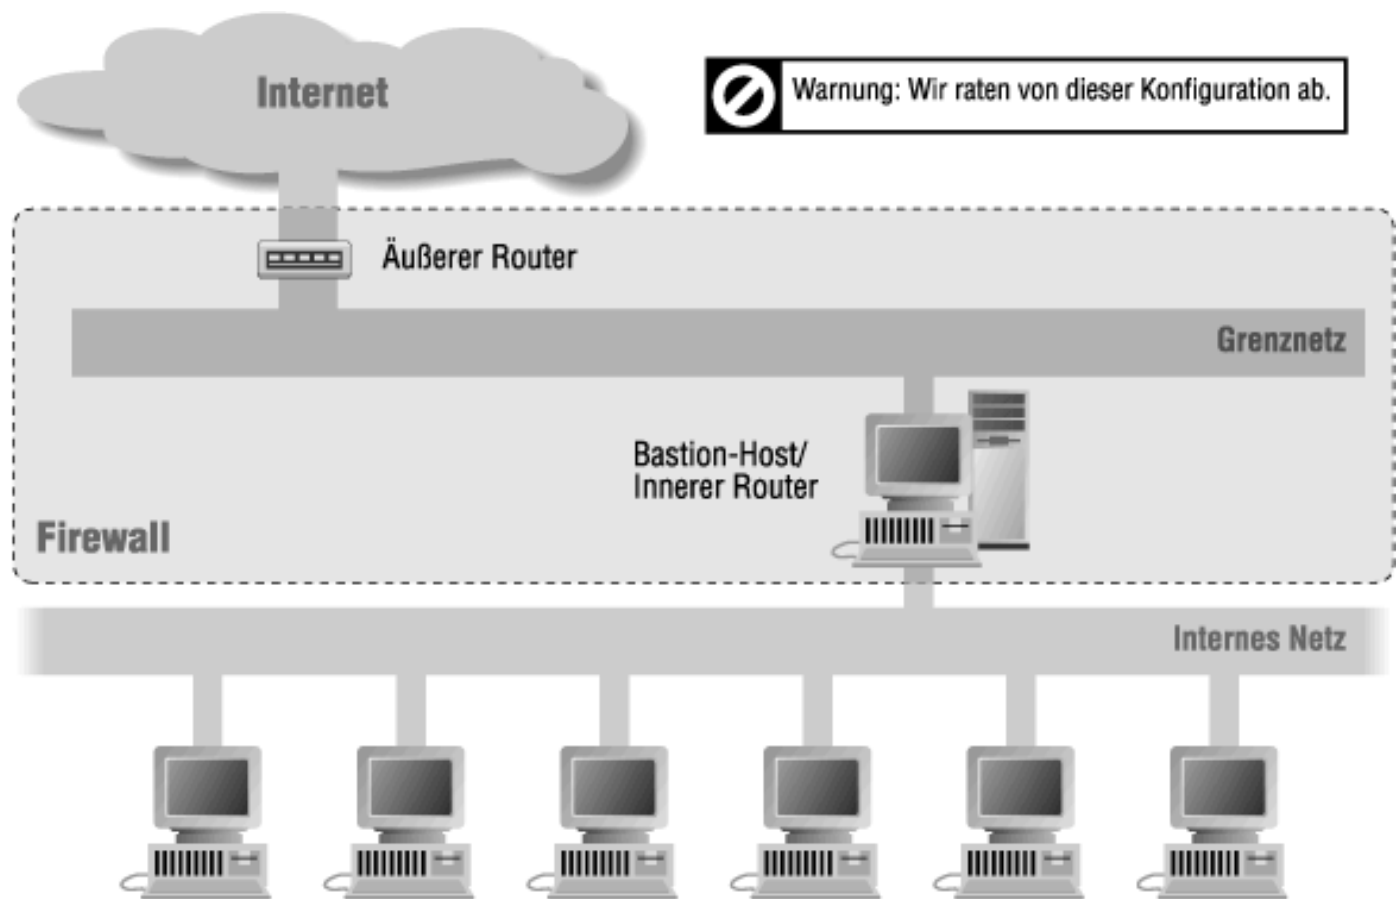 Internet
Warnung: Wir raten von dieser Konfiguration ab.
Äußerer Router
Grenznetz
Bastion-Host/
Innerer Router
Firewall
Internes Netz